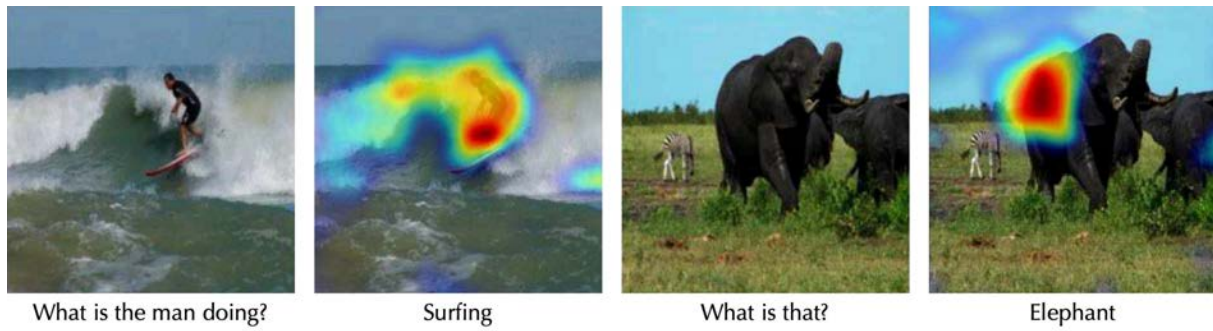 What is the man doing?
Surfing
What is that?
Elephant